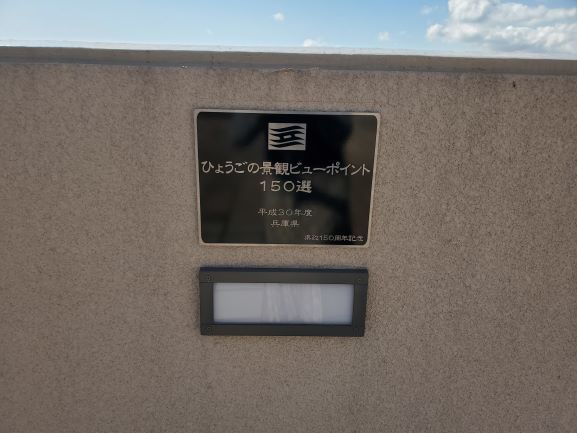 ひょうごの景観ビューポイント
150選
平成30年度
兵庫県
県政150周年記念